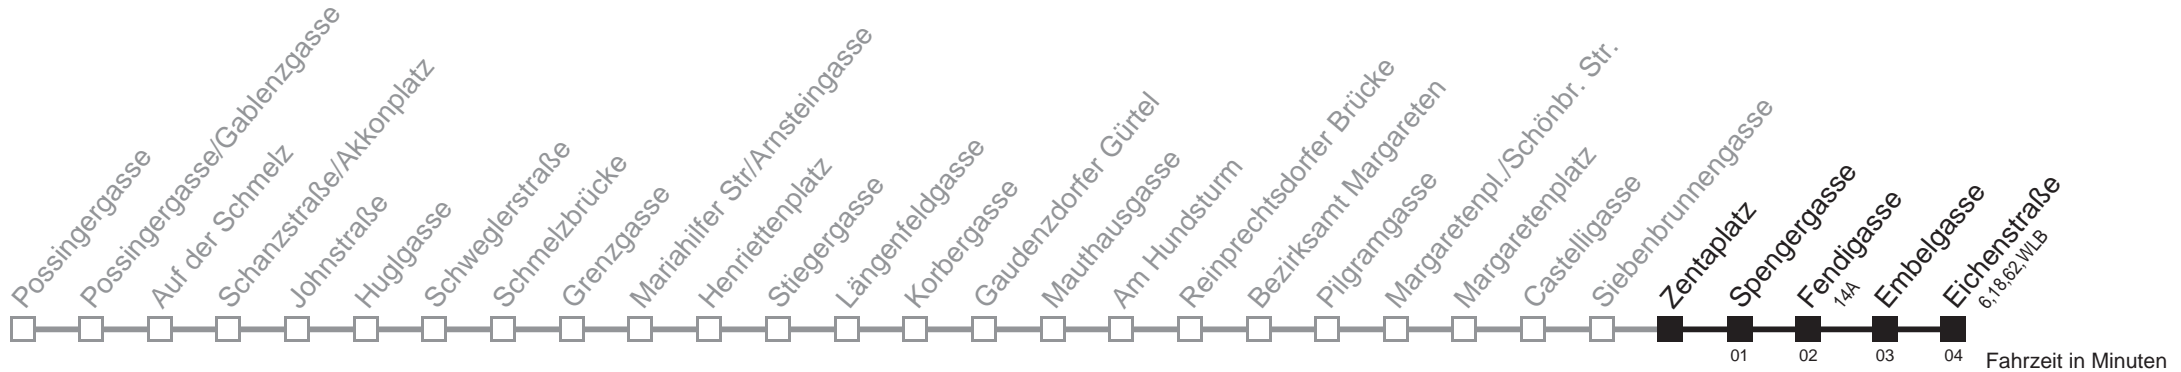 Possingergasse
Possingergasse/Gablenzgasse
Auf der Schmelz
Schanzstraße/Akkonplatz
Johnstraße
Huglgasse
Schweglerstraße
Schmelzbrücke
Grenzgasse
Mariahilfer Str/Arnsteingasse
Henriettenplatz
Stiegergasse
Längenfeldgasse
Korbergasse
Gaudenzdorfer Gürtel
Mauthausgasse
Am Hundsturm
Reinprechtsdorfer Brücke
Bezirksamt Margareten
Pilgramgasse
Margaretenpl./Schönbr. Str.
Margaretenplatz
Castelligasse
Siebenbrunnengasse
Zentaplatz
Spengergasse
Fendigasse
14A
Embelgasse
Eichenstraße
6,18,62,WLB
01
02
03
04
Fahrzeit in Minuten